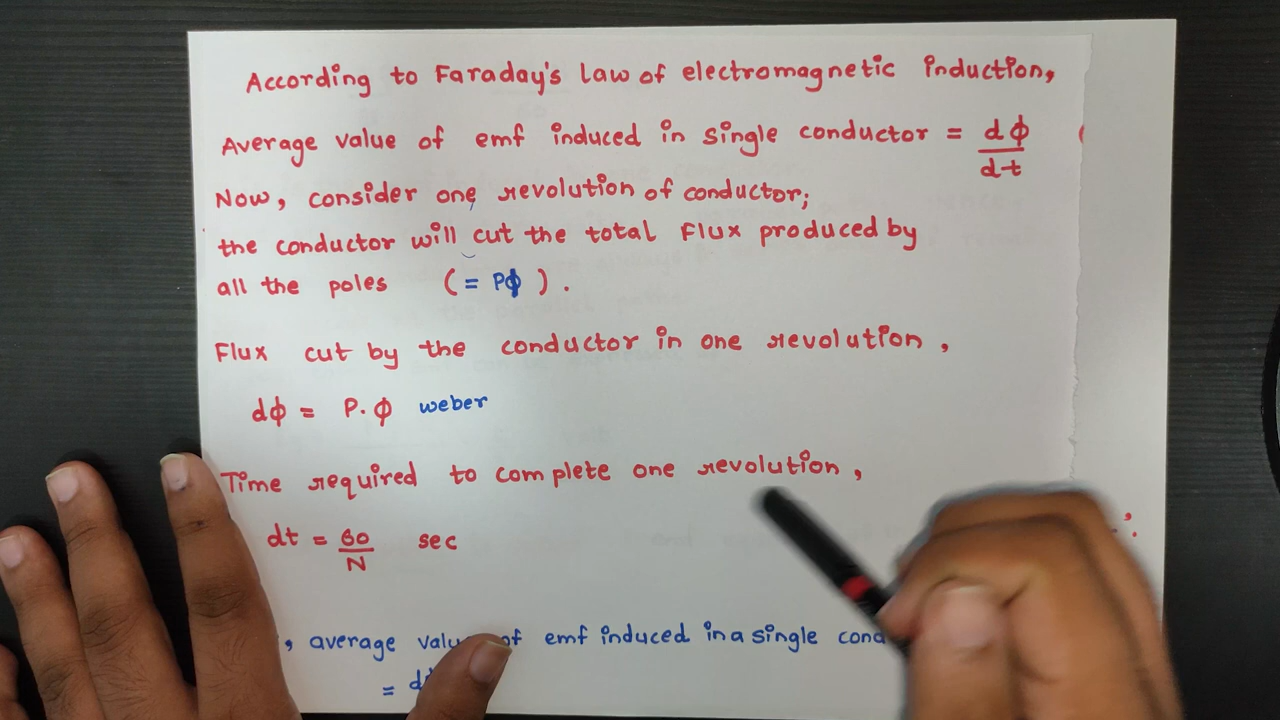 According to Faraday's Law of electromagnetic induction,
Average value of emf induced in single conductor = dϕ/dt
Now, consider one revolution of conductor;
the conductor will cut the total Flux produced by
all the poles (= Pϕ).
Flux cut by the conductor in one revolution,
dϕ = P.ϕ weber
Time required to complete one revolution,
dt = 60/N sec
, average value of emf induced in a single
=